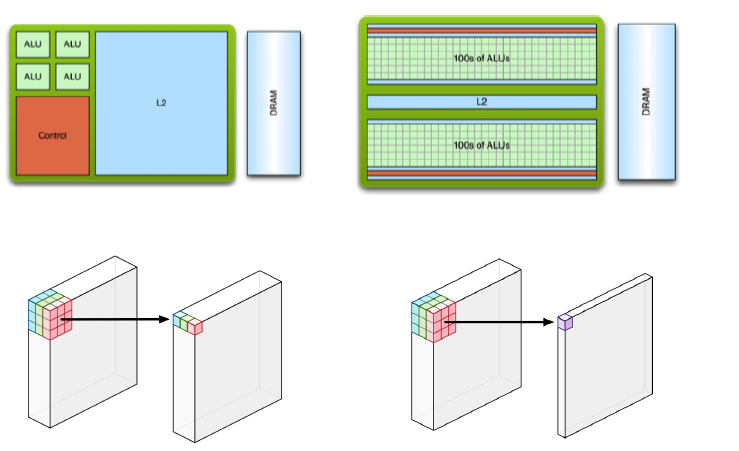 ALU ALU
ALU ALU
Control
L2
DRAM
100s of ALUs
L2
100s of ALUs
DRAM